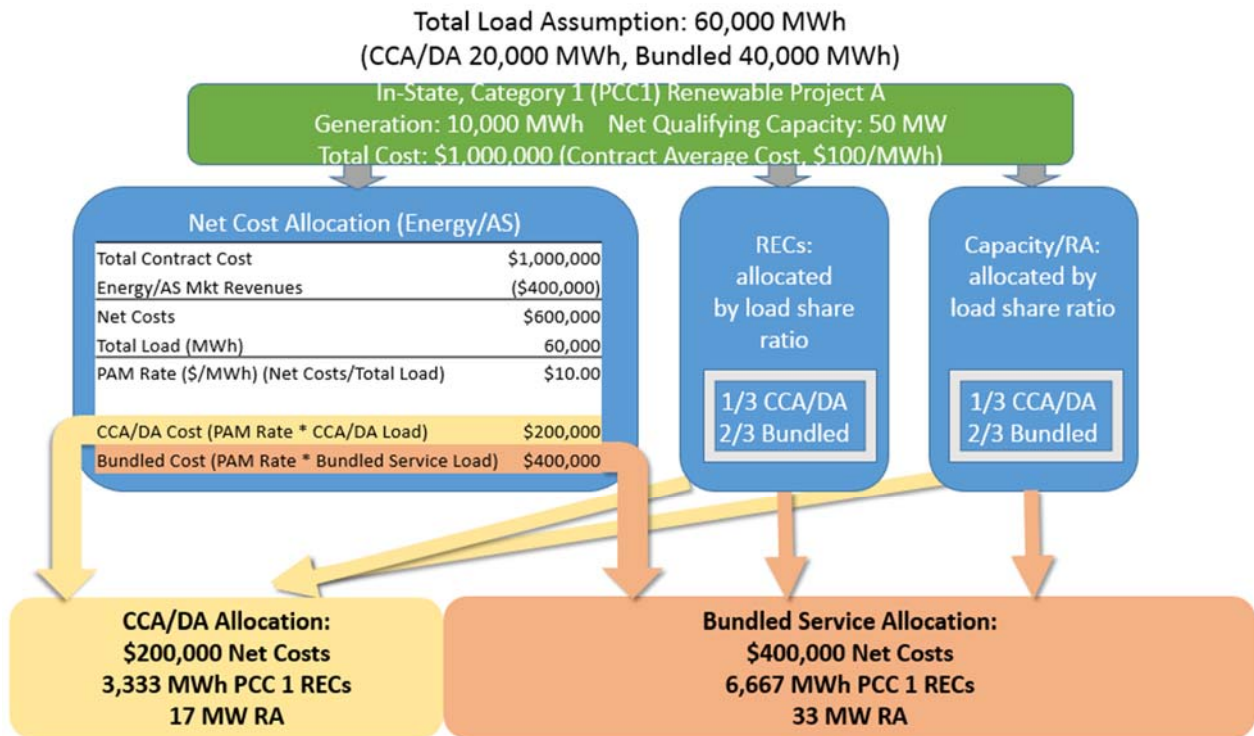 Total Load Assumption: 60,000 MWh
(CCA/DA 20,000 MWh, Bundled 40,000 MWh)
In-State, Category 1 (PCC1) Renewable Project A
Generation: 10,000 MWh Net Qualifying Capacity: 50 MW
Total Cost: $1,000,000 (Contract Average Cost, $100/MWh)
Net Cost Allocation (Energy/AS)
Total Contract Cost $1,000,000
Energy/AS Mkt Revenues ($400,000)
Net Costs $600,000
Total Load (MWh) 60,000
PAM Rate ($/MWh) (Net Costs/Total Load) $10.00
CCA/DA Cost (PAM Rate * CCA/DA Load) $200,000
Bundled Cost (PAM Rate * Bundled Service Load) $400,000
RECs:
allocated
by load share
ratio
1/3 CCA/DA
2/3 Bundled
Capacity/RA:
allocated by
load share ratio
1/3 CCA/DA
2/3 Bundled
CCA/DA Allocation:
$200,000 Net Costs
3,333 MWh PCC 1 RECs
17 MW RA
Bundled Service Allocation:
$400,000 Net Costs
6,667 MWh PCC 1 RECs
33 MW RA